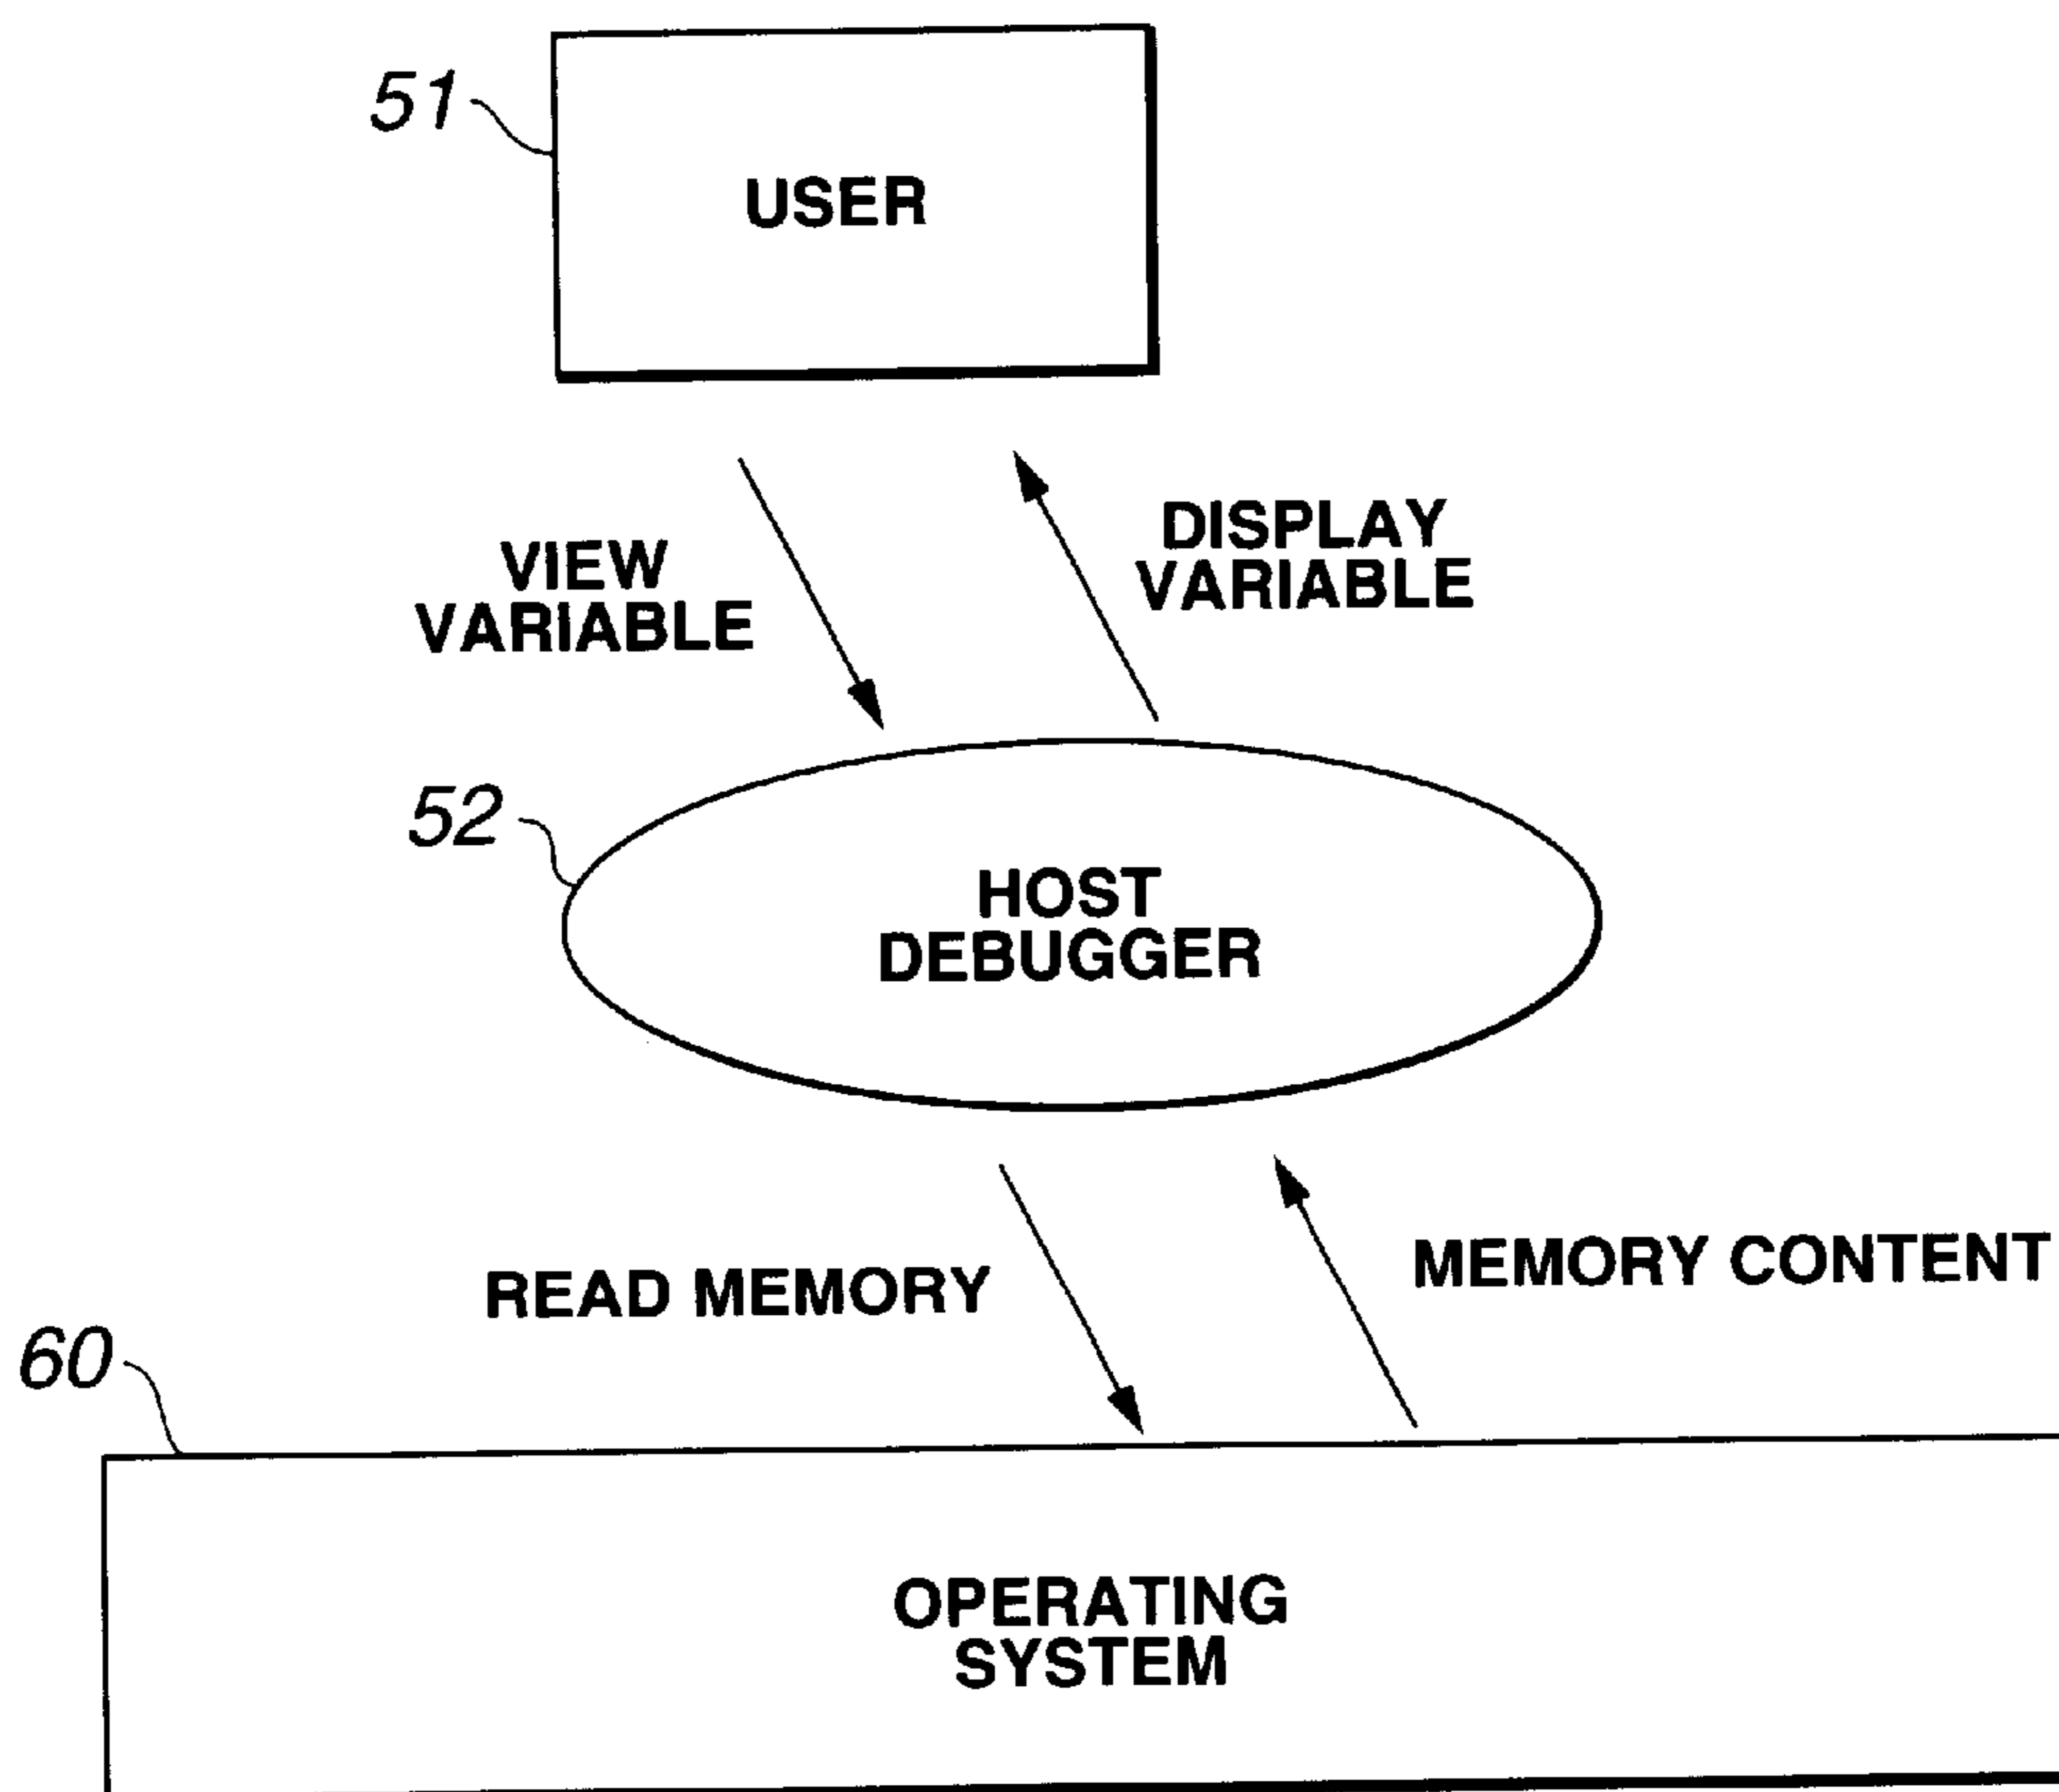 51
USER
VIEW
VARIABLE
DISPLAY
VARIABLE
52
HOST
DEBUGGER
READ MEMORY
MEMORY CONTENT
60
OPERATING
SYSTEM